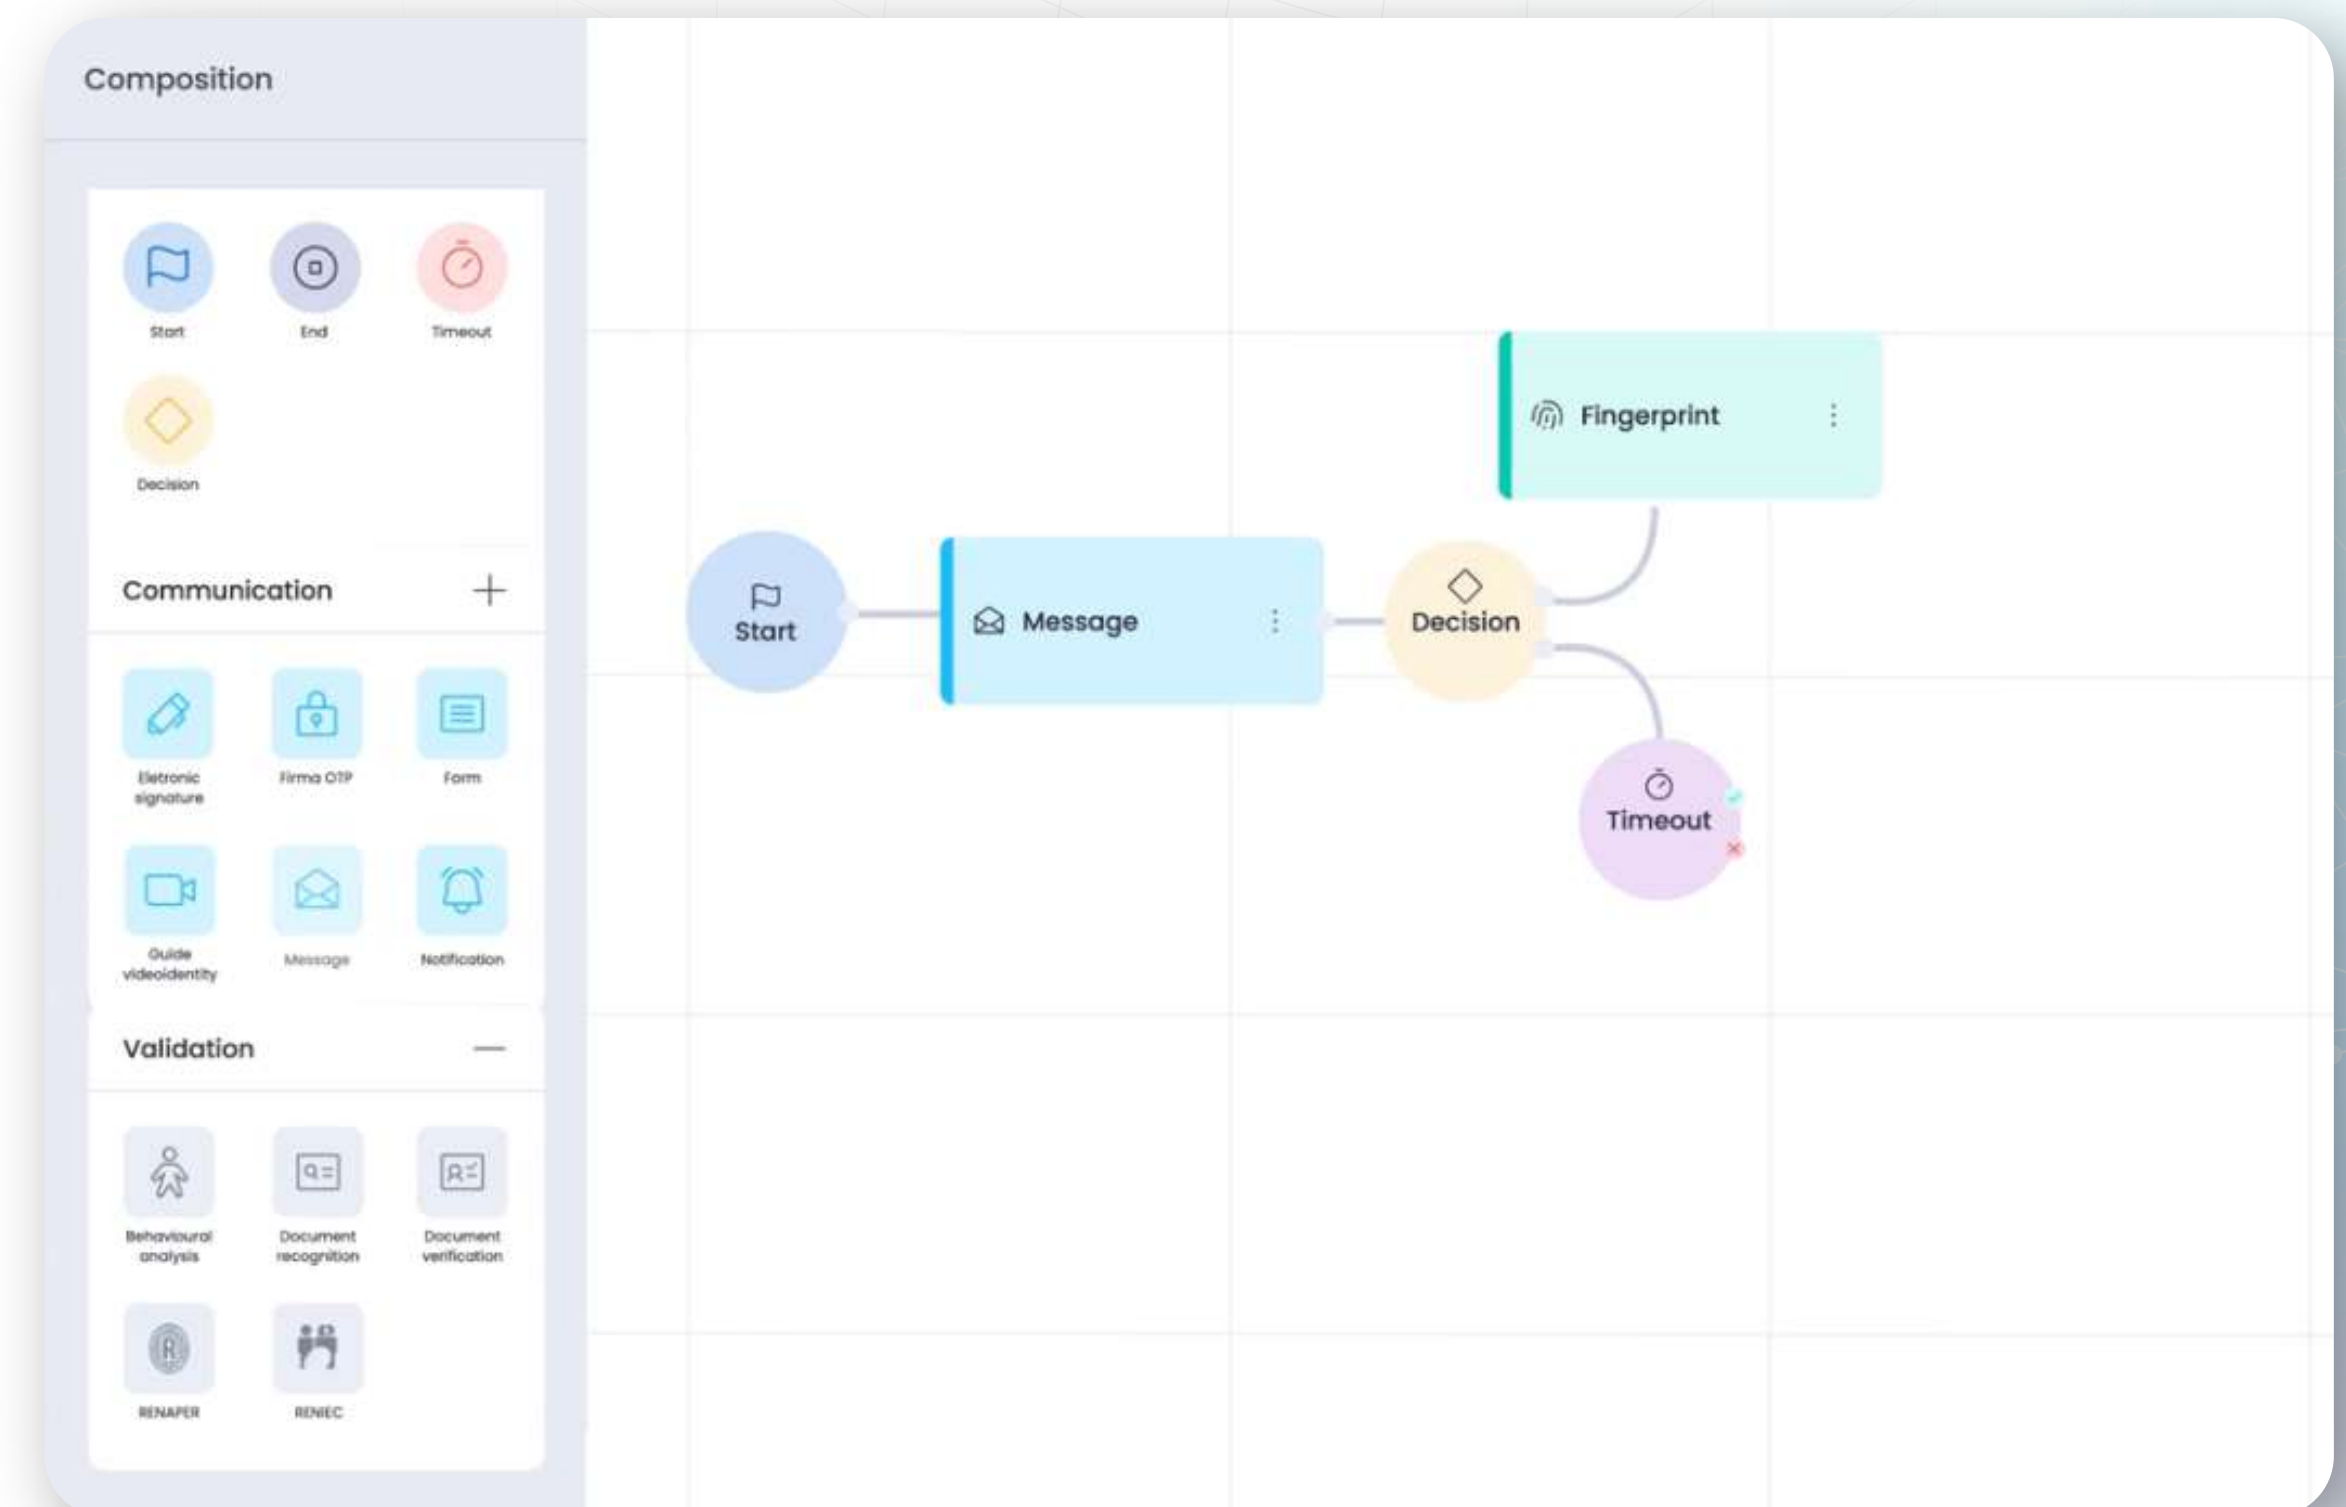 Composition
Start
End
Timeout
Decision
Communication
Eletronic
signature
Firma OTP
Form
Guide
videoidentity
Message
Notification
Validation
Behavioural
analysis
Document
recognition
Document
verification
RENAPER
RENIEC
Start
Message
Decision
Fingerprint
Timeout